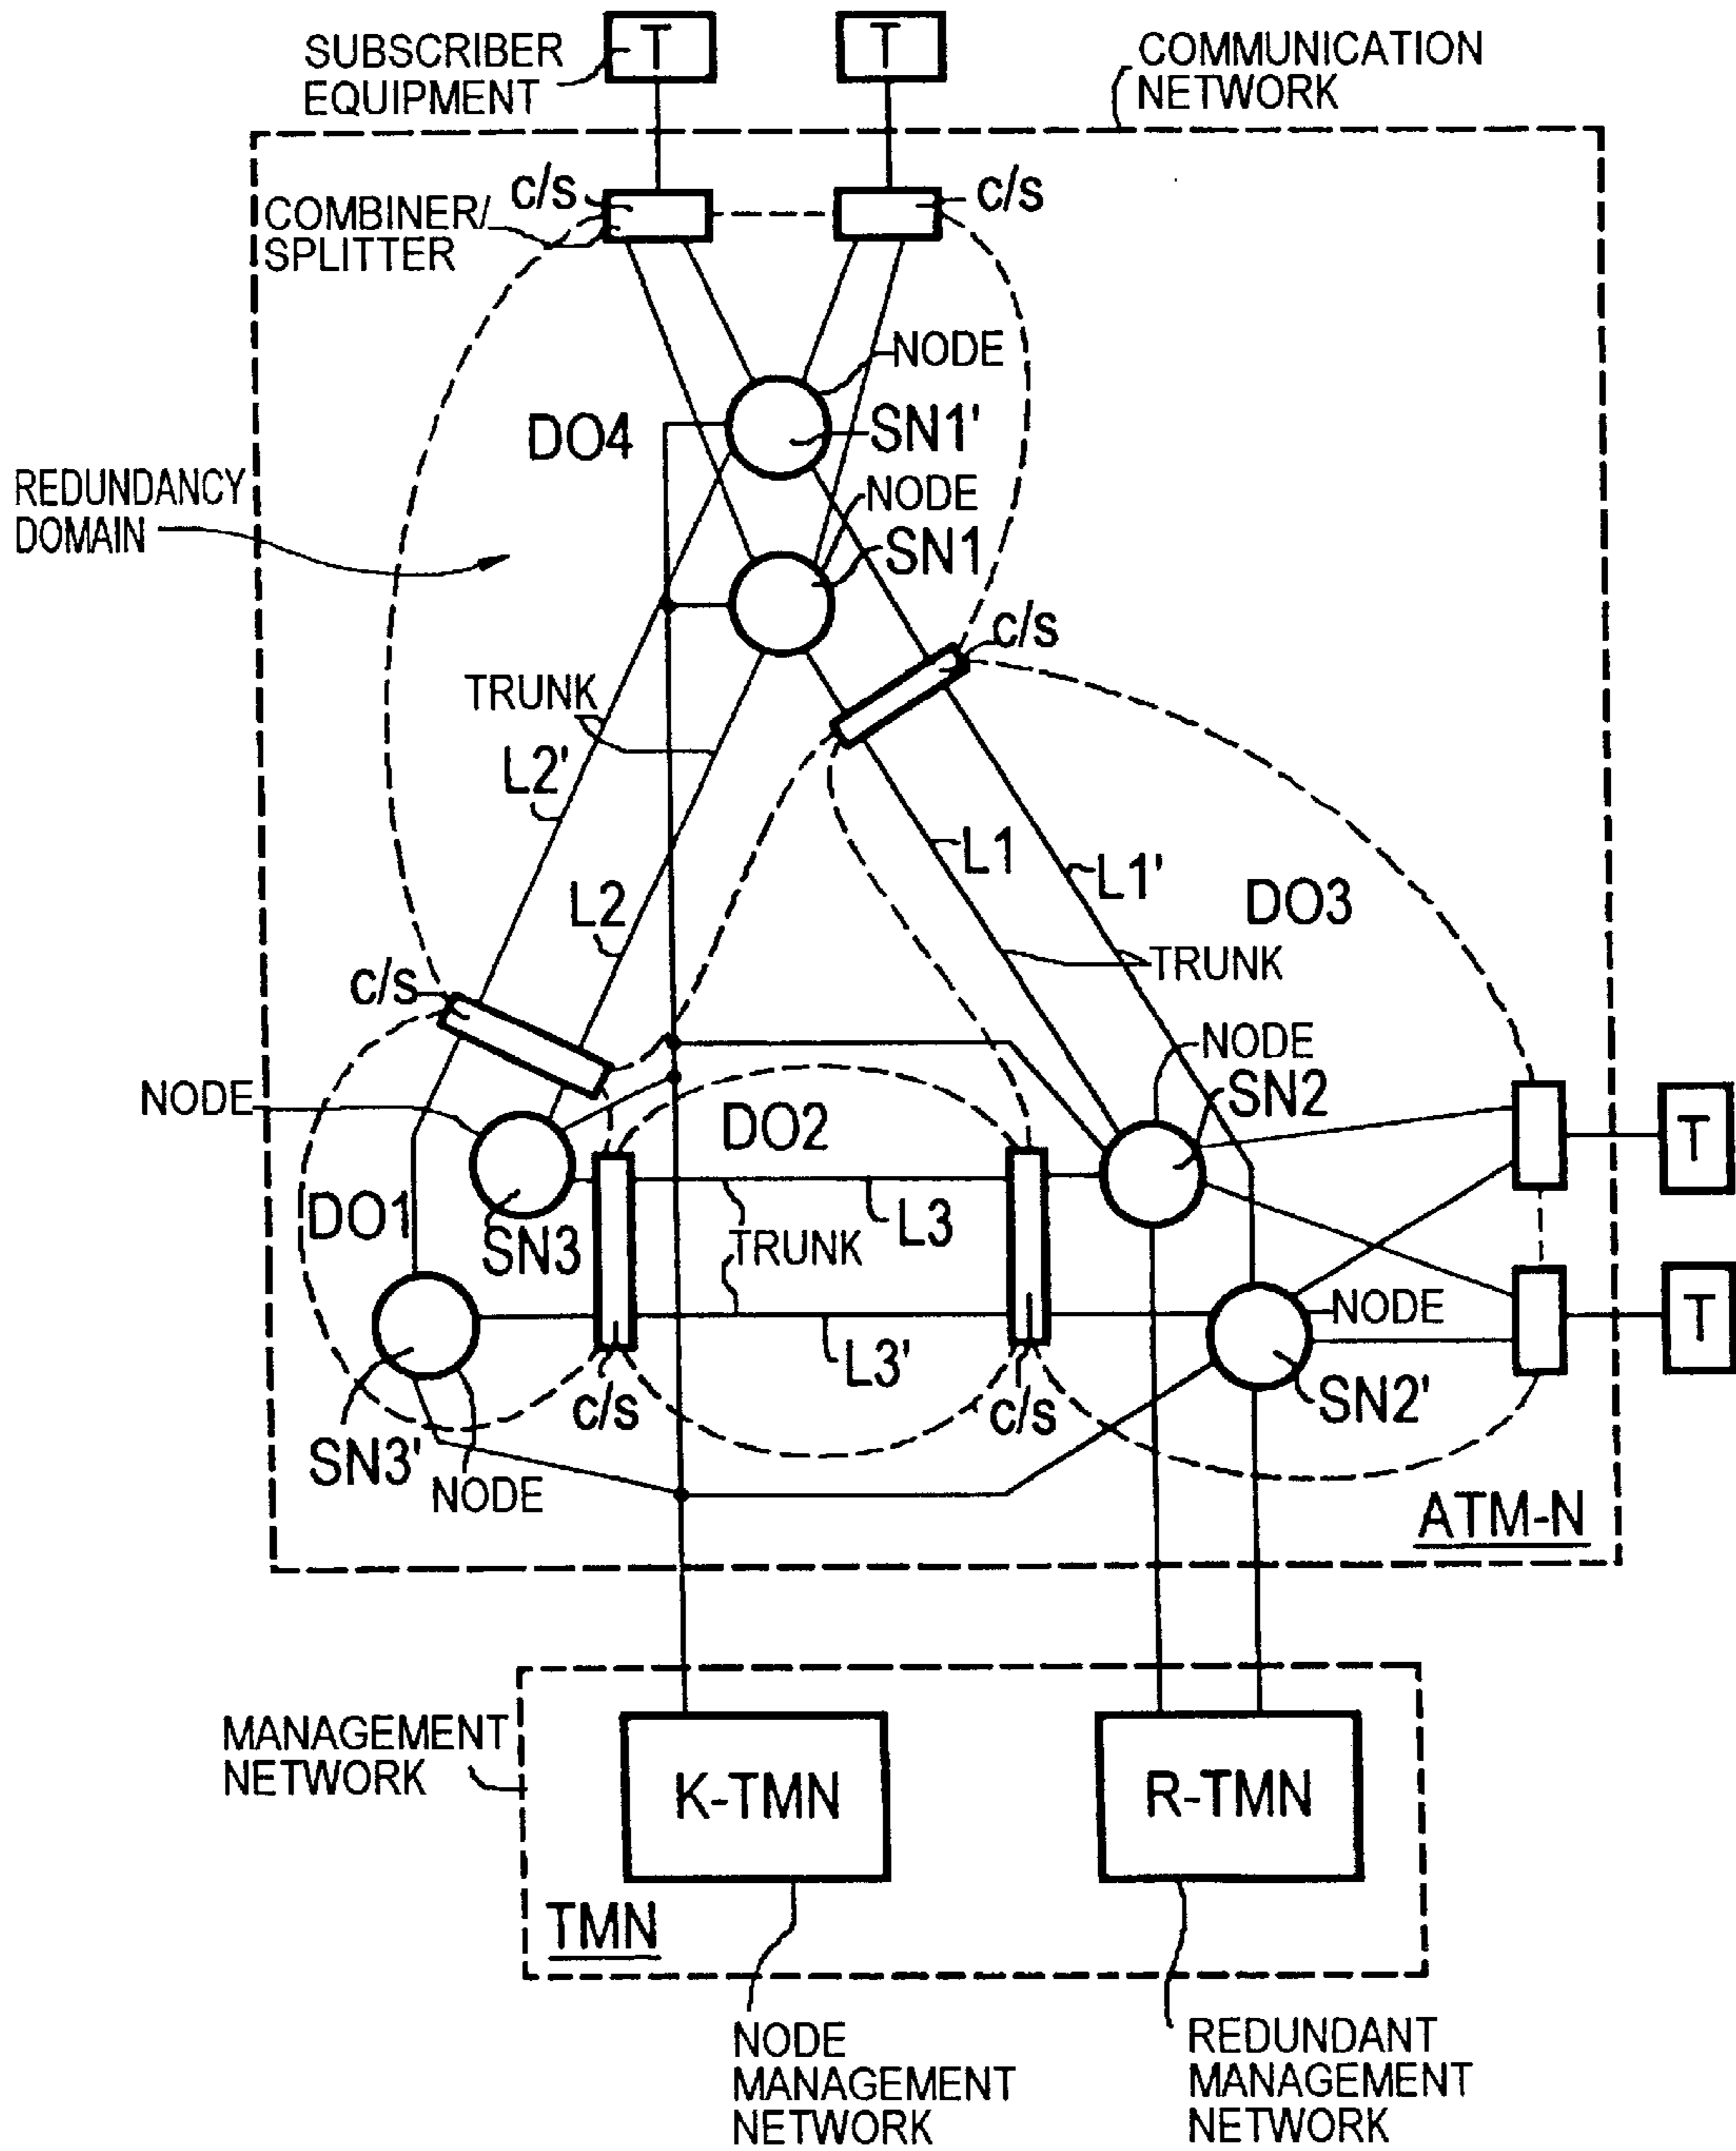 T
T
SUBSCRIBER
EQUIPMENT
COMMUNICATION
NETWORK
c/s
c/s
COMBINER/
SPLITTER
NODE
DO4
SN1'
REDUNDANCY
DOMAIN
NODE
SN1
c/s
TRUNK
L2'
L1
L1'
L2
DO3
TRUNK
c/s
NODE
NODE
SN2
DO2
T
DO1
SN3
TRUNK
L3
NODE
T
L3'
c/s
c/s
SN2'
SN3'
NODE
ATM-N
MANAGEMENT
NETWORK
K-TMN
R-TMN
TMN
NODE
MANAGEMENT
NETWORK
REDUNDANT
MANAGEMENT
NETWORK